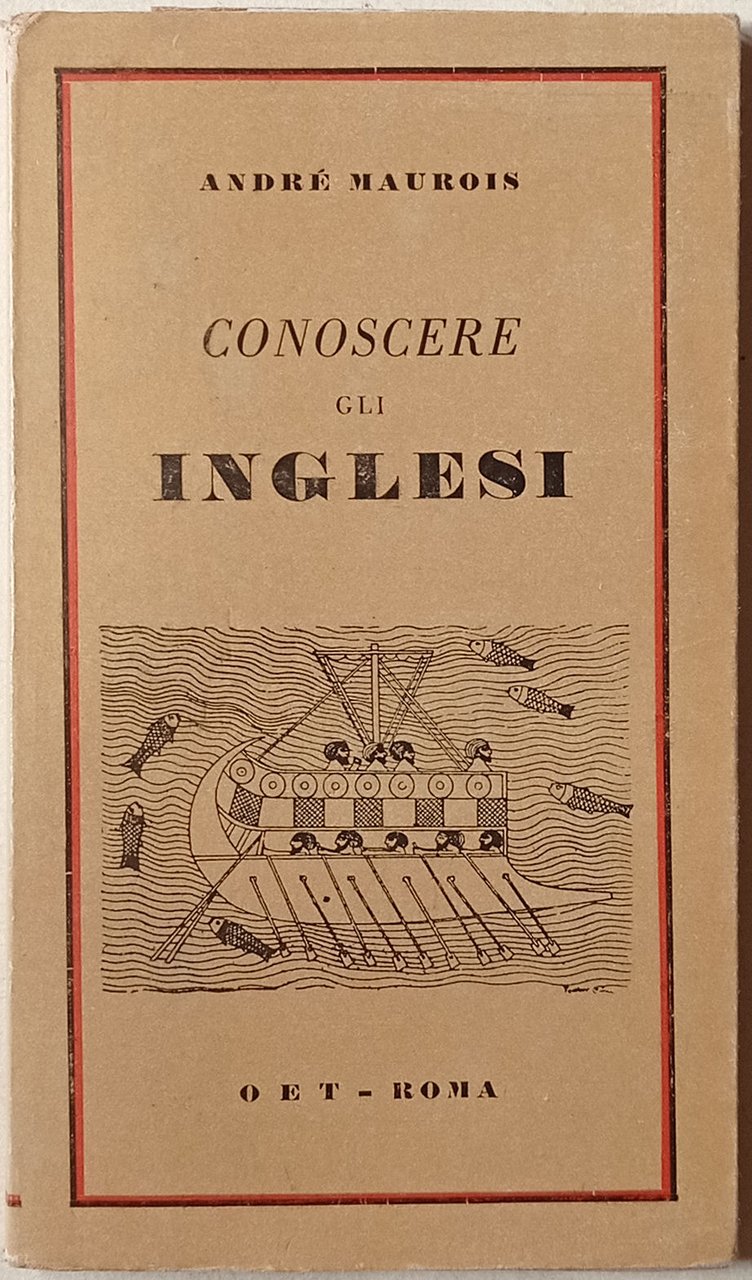 ANDRÉ MAUROIS
CONOSCERE
GLI
INGLESI
O E T - ROMA